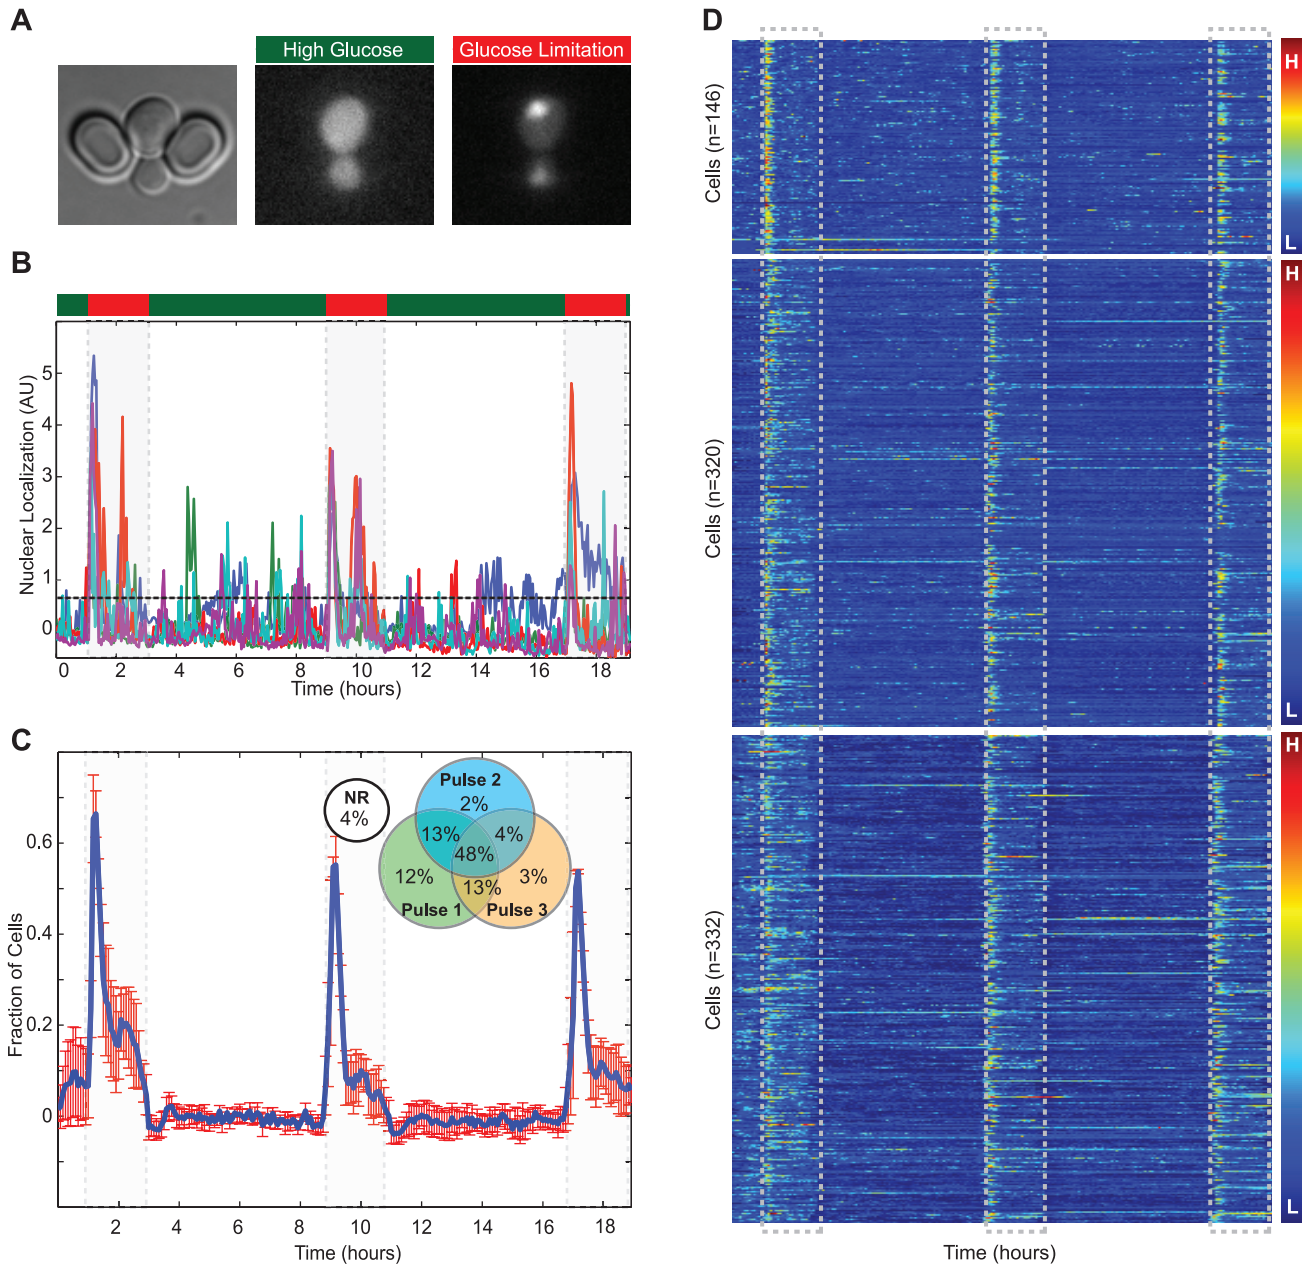 A
High Glucose
Glucose Limitation
B
Nuclear Localization (AU)
5
4
3
2
1
0
0 2 4 6 8 10 12 14 16 18
Time (hours)
C
Fraction of Cells
0.6
0.4
0.2
0
NR
4%
Pulse 2
2%
13%
4%
48%
12%
13%
3%
Pulse 1
Pulse 3
2 4 6 8 10 12 14 16 18
Time (hours)
D
Cells (n=146)
H
L
Cells (n=320)
H
L
Cells (n=332)
H
L
Time (hours)